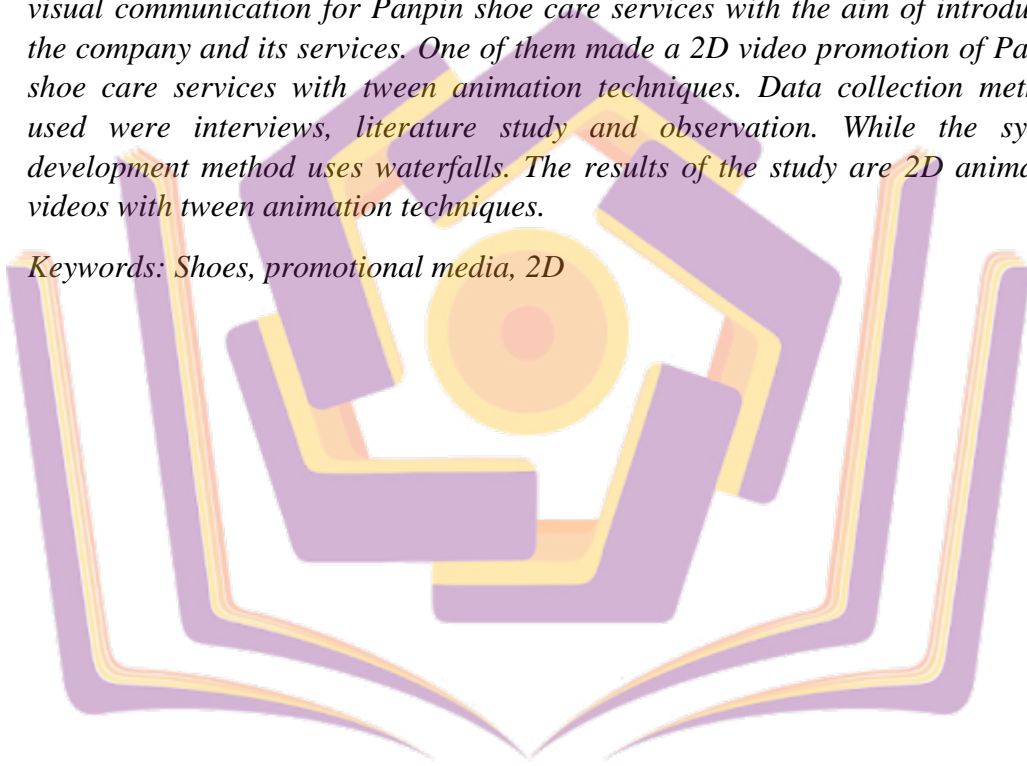 visual communication for Panpin shoe care services with the aim of introdu
the company and its services. One of them made a 2D video promotion of Pa
shoe care services with tween animation techniques. Data collection meth
used were interviews, literature study and observation. While the sy
development method uses waterfalls. The results of the study are 2D anima
videos with tween animation techniques.
Keywords: Shoes, promotional media, 2D